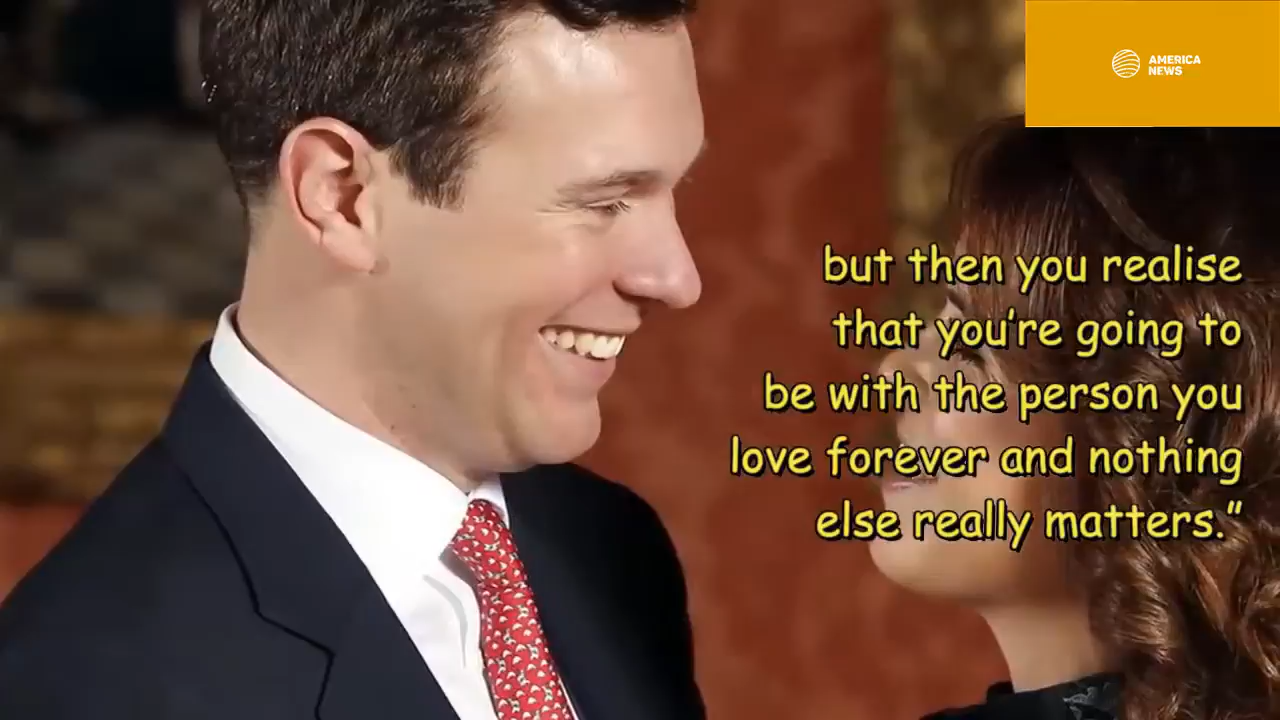 AMERICA
NEWS
but then you realise
that you're going to
be with the person you
love forever and nothing
else really matters.”